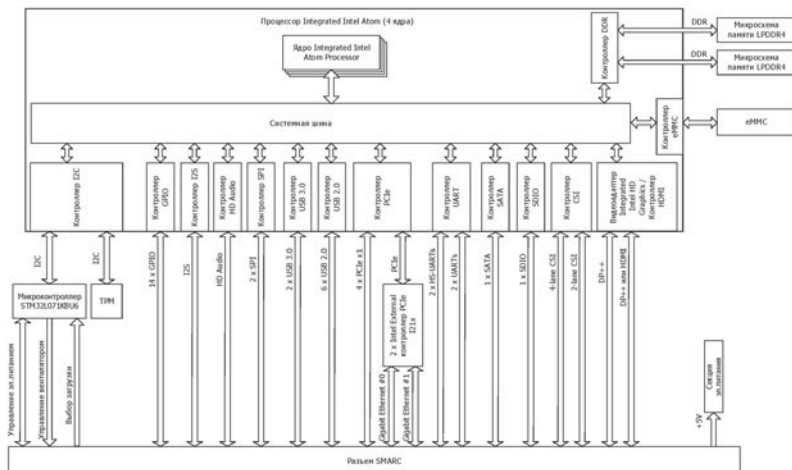 Процессор Integrated Intel Atom (4 ядра)
Ядро Integrated Intel
Atom Processor
Контроллер DDR
DDR
Микросхема
памяти LPDDR4
DDR
Микросхема
памяти LPDDR4
Системная шина
Контроллер
eMMC
eMMC
Контроллер I2C
Контроллер
GPIO
Контроллер I2S
Контроллер
HD Audio
Контроллер SPI
Контроллер
USB 3.0
Контроллер
USB 2.0
Контроллер
PCIe
Контроллер
UART
Контроллер
SATA
Контроллер
SDIO
Контроллер
CSI
Видеоадаптер
Integrated
Intel HD
Graphics /
Контроллер
HDMI
I2C
I2C
14 x GPIO
I2S
HD Audio
2 x SPI
2 x USB 3.0
6 x USB 2.0
4 x PCIe x1
PCIe
2 x HS-UARTs
2 x UARTs
1 x SATA
1 x SDIO
4-lane CSI
2-lane CSI
DP++
DP++ или HDMI
Микроконтроллер
STM32L071KBU6
TPM
2 x Intel External
контроллер PCIe
I21x
Управление эл.питанием
Управление вентилятором
Выбор загрузки
Gigabit Ethernet #0
Gigabit Ethernet #1
Секция
эл.питания
+5V
Разъем SMARC